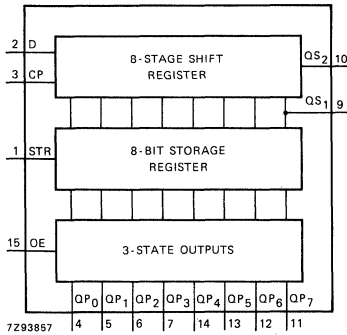 2 D
8-STAGE SHIFT
REGISTER
QS2 10
3 CP
QS1 9
1 STR
8-BIT STORAGE
REGISTER
15 OE
3-STATE OUTPUTS
QP0 QP1 QP2 QP3 QP4 QP5 QP6 QP7
7Z93867 4 5 6 7 14 13 12 11